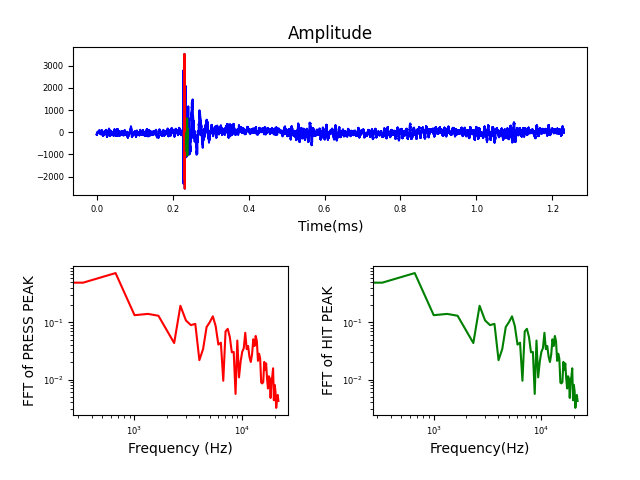 Amplitude
3000
2000
1000
0
−1000
−2000
0.0 0.2 0.4 0.6 0.8 1.0 1.2
Time(ms)
FFT of PRESS PEAK
10⁻¹
10⁻²
10³ 10⁴
Frequency (Hz)
FFT of HIT PEAK
10⁻¹
10⁻²
10³ 10⁴
Frequency(Hz)